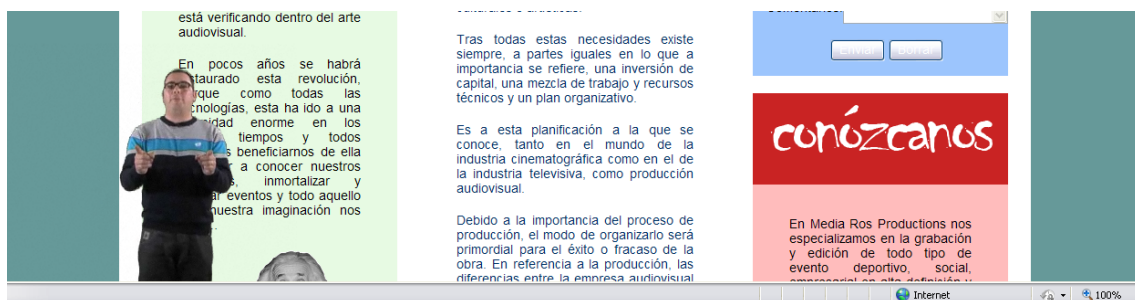 está verificando dentro del arte
audiovisual.
En pocos años se habrá
esta revolución,
como todas las
esta ha ido a una
enorme en los
tiempos y todos
beneficiarnos de ella
a conocer nuestros
inmortalizar y
eventos y todo aquello
nuestra imaginación nos
Tras todas estas necesidades existe
siempre, a partes iguales en lo que a
importancia se refiere, una inversión de
capital, una mezcla de trabajo y recursos
técnicos y un plan organizativo.
Es a esta planificación a la que se
conoce, tanto en el mundo de la
industria cinematográfica como en el de
la industria televisiva, como producción
audiovisual.
Debido a la importancia del proceso de
producción, el modo de organizarlo será
primordial para el éxito o fracaso de la
obra. En referencia a la producción, las
diferencias entre la empresa audiovisual
Enviar Borrar
conózcanos
En Media Ros Productions nos
especializamos en la grabación
y edición de todo tipo de
evento deportivo, social,
empresarial en alta definición y
Internet
100%